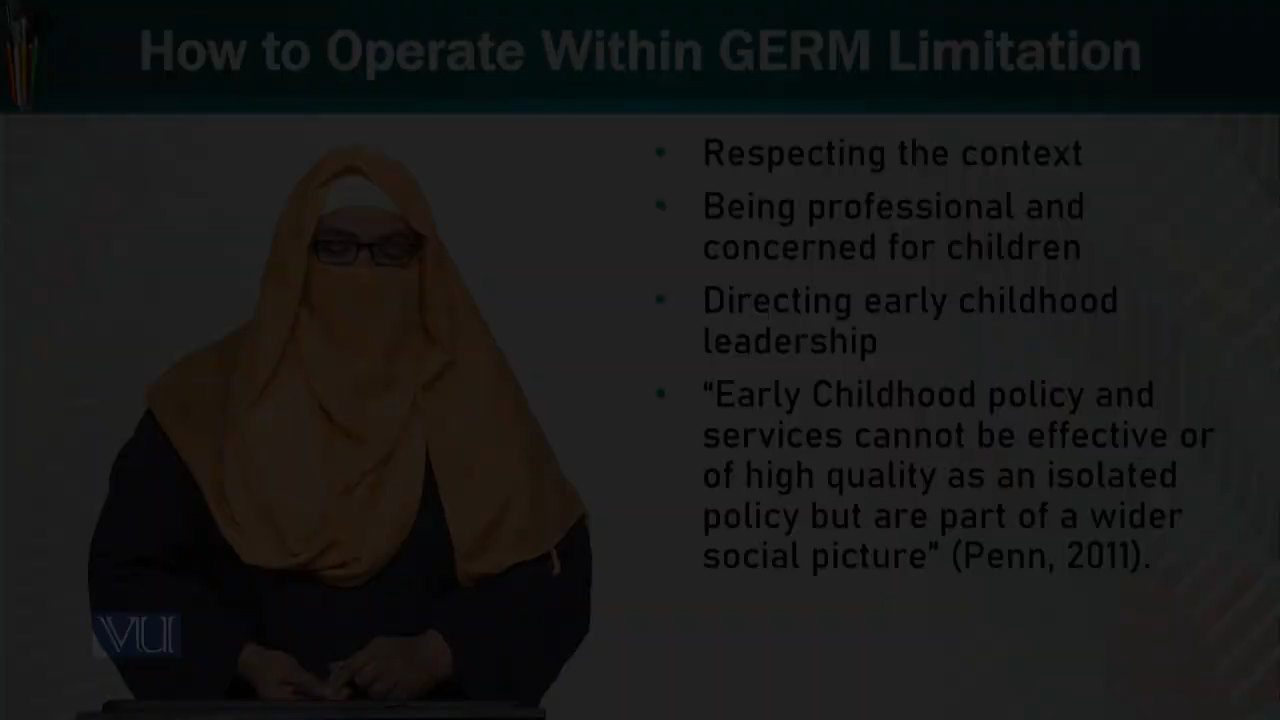 How to Operate Within GERM Limitation
• Respecting the context
• Being professional and
concerned for children
• Directing early childhood
leadership
• “Early Childhood policy and
services cannot be effective or
of high quality as an isolated
policy but are part of a wider
social picture” (Penn, 2011).
VU